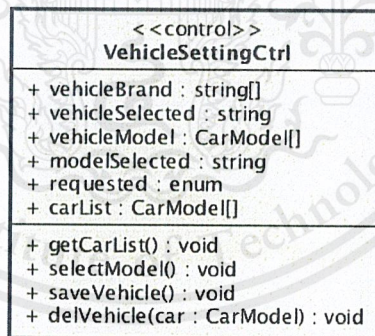 <<control>>
VehicleSettingCtrl
+ vehicleBrand : string[]
+ vehicleSelected : string
+ vehicleModel : CarModel[]
+ modelSelected : string
+ requested : enum
+ carList : CarModel[]
+ getCarList() : void
+ selectModel() : void
+ saveVehicle() : void
+ delVehicle(car : CarModel) : void